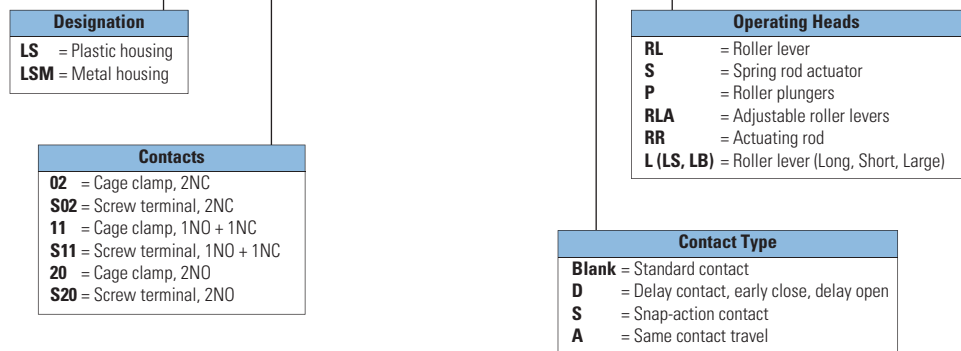 Designation
LS = Plastic housing
LSM = Metal housing
Operating Heads
RL = Roller lever
S = Spring rod actuator
P = Roller plungers
RLA = Adjustable roller levers
RR = Actuating rod
L (LS, LB) = Roller lever (Long, Short, Large)
Contacts
02 = Cage clamp, 2NC
S02 = Screw terminal, 2NC
11 = Cage clamp, 1NO + 1NC
S11 = Screw terminal, 1NO + 1NC
20 = Cage clamp, 2NO
S20 = Screw terminal, 2NO
Contact Type
Blank = Standard contact
D = Delay contact, early close, delay open
S = Snap-action contact
A = Same contact travel